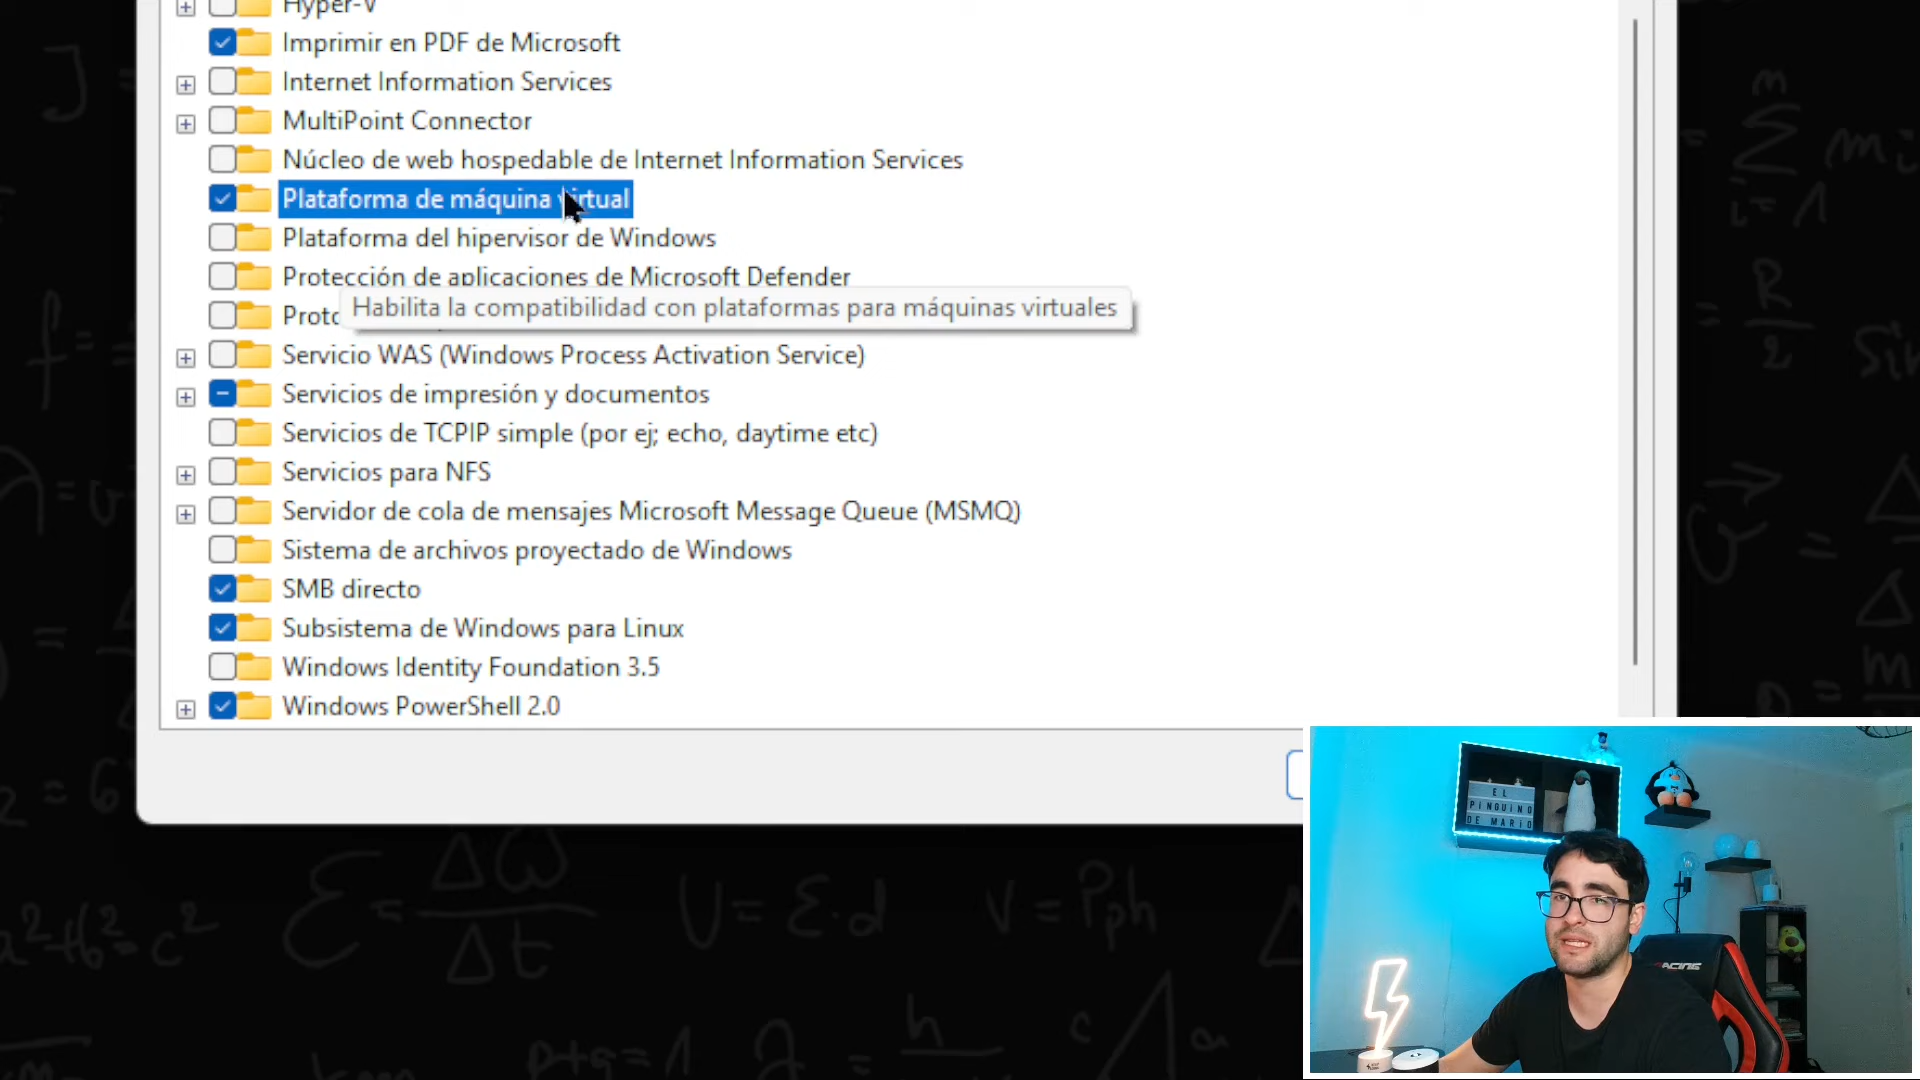 Hyper-V
Imprimir en PDF de Microsoft
Internet Information Services
MultiPoint Connector
Núcleo de web hospedable de Internet Information Services
Plataforma de máquina virtual
Plataforma del hipervisor de Windows
Protección de aplicaciones de Microsoft Defender
Habilita la compatibilidad con plataformas para máquinas virtuales
Servicio WAS (Windows Process Activation Service)
Servicios de impresión y documentos
Servicios de TCPIP simple (por ej; echo, daytime etc)
Servicios para NFS
Servidor de cola de mensajes Microsoft Message Queue (MSMQ)
Sistema de archivos proyectado de Windows
SMB directo
Subsistema de Windows para Linux
Windows Identity Foundation 3.5
Windows PowerShell 2.0
EL
PiNGUiNO
DE MARiO
ACING